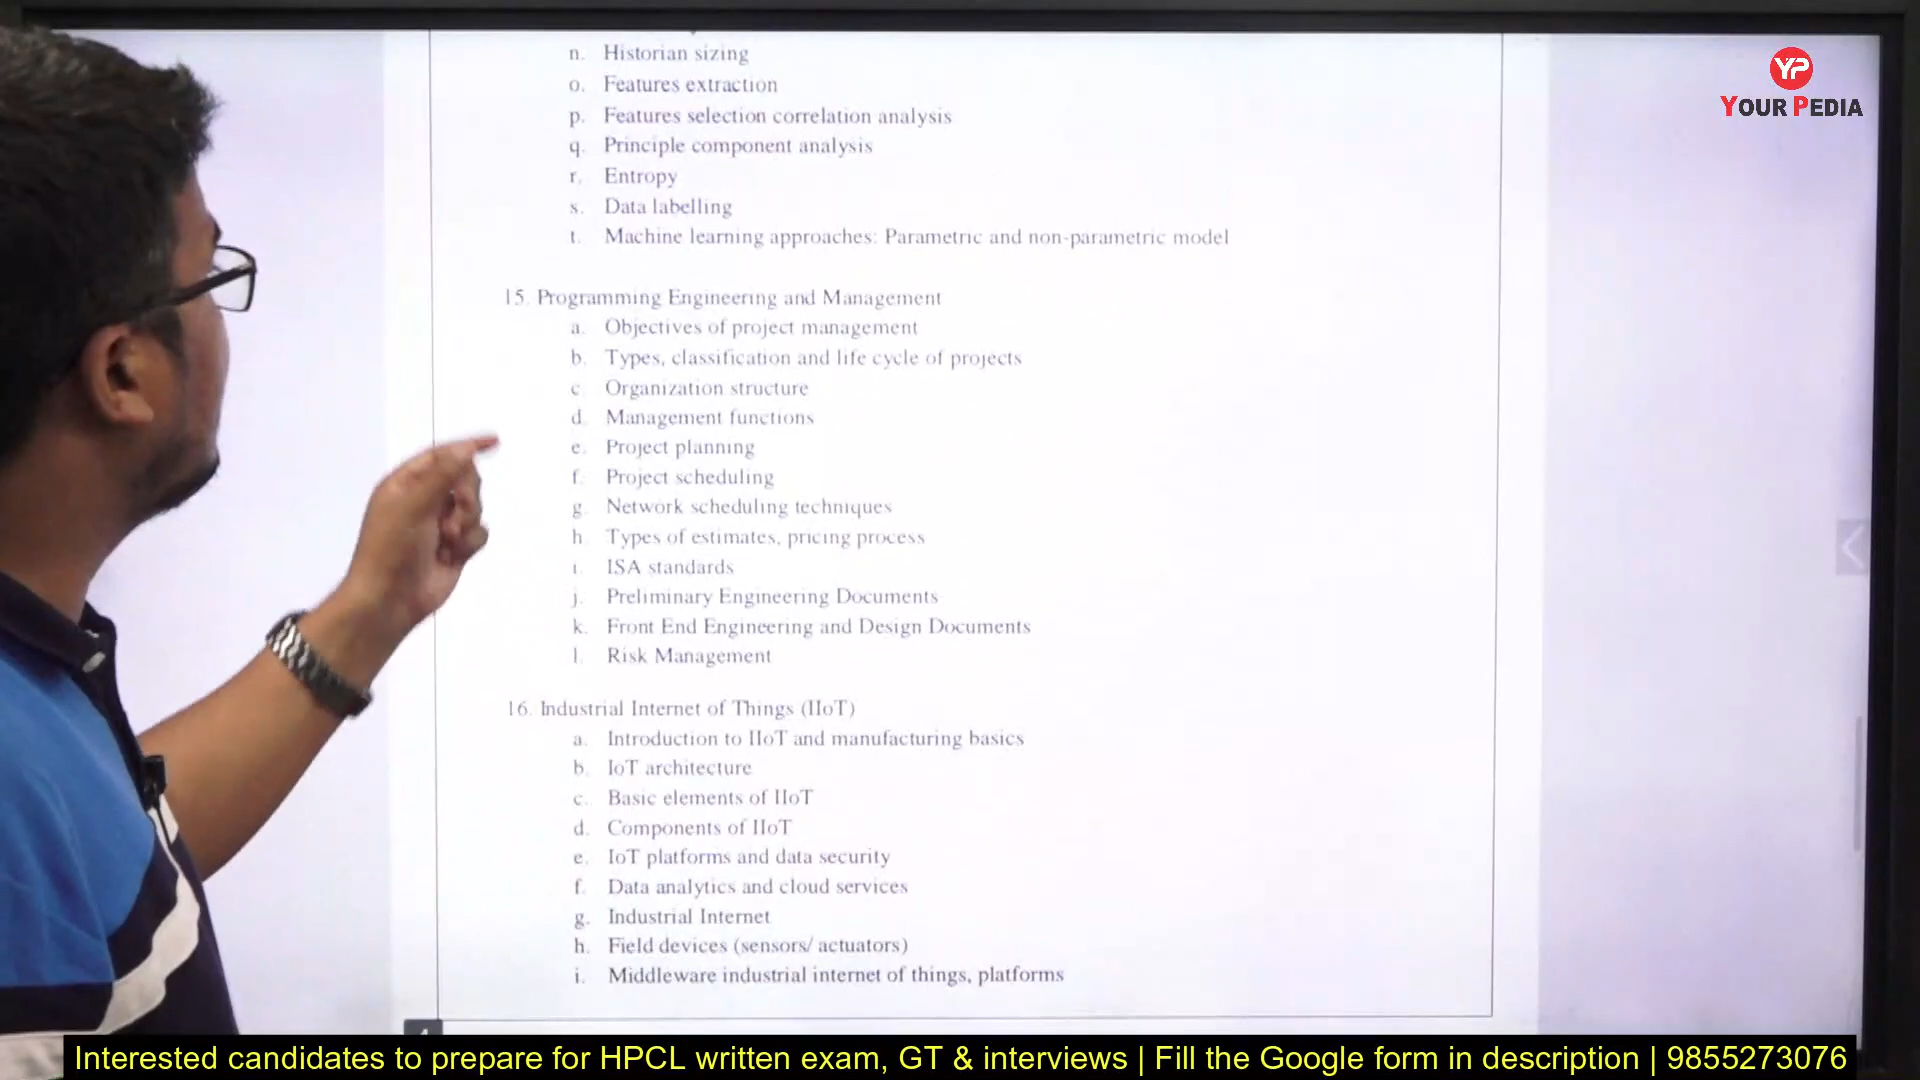 n. Historian sizing
o. Features extraction
p. Features selection correlation analysis
q. Principle component analysis
r. Entropy
s. Data labelling
t. Machine learning approaches: Parametric and non-parametric model
15. Programming Engineering and Management
a. Objectives of project management
b. Types, classification and life cycle of projects
c. Organization structure
d. Management functions
e. Project planning
f. Project scheduling
g. Network scheduling techniques
h. Types of estimates, pricing process
i. ISA standards
j. Preliminary Engineering Documents
k. Front End Engineering and Design Documents
l. Risk Management
16. Industrial Internet of Things (IIoT)
a. Introduction to IIoT and manufacturing basics
b. IoT architecture
c. Basic elements of IIoT
d. Components of IIoT
e. IoT platforms and data security
f. Data analytics and cloud services
g. Industrial Internet
h. Field devices (sensors/ actuators)
i. Middleware industrial internet of things, platforms
YP
YOUR PEDIA
Interested candidates to prepare for HPCL written exam, GT & interviews | Fill the Google form in description | 9855273076